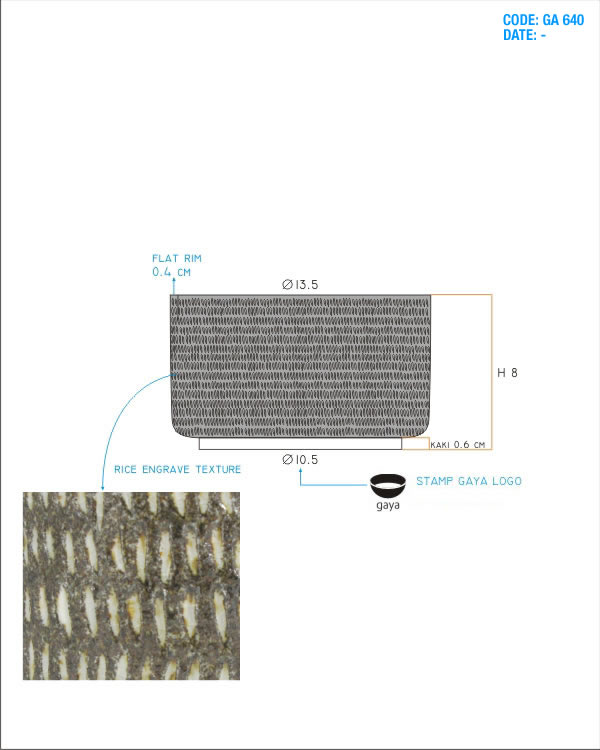 CODE: GA 640
DATE: -
FLAT RIM
0.4 CM
Ø13.5
H 8
KAKI 0.6 CM
Ø10.5
RICE ENGRAVE TEXTURE
STAMP GAYA LOGO
gaya